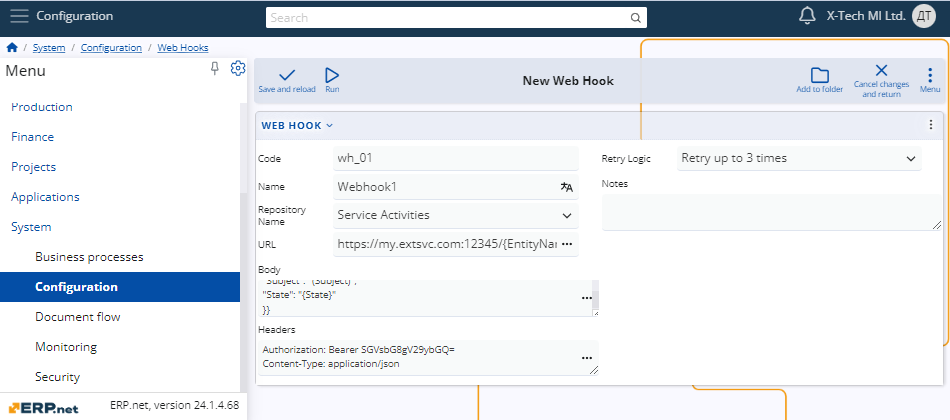 Configuration
Search
X-Tech MI Ltd.
ДТ
/ System / Configuration / Web Hooks
Menu
Production
Finance
Projects
Applications
System
Business processes
Configuration
Document flow
Monitoring
Security
ERP.net
ERP.net, version 24.1.4.68
Save and reload
Run
New Web Hook
Add to folder
Cancel changes
and return
Menu
WEB HOOK
Code
wh_01
Name
Webhook1
Repository
Name
Service Activities
URL
https://my.extsvc.com:12345/{EntityNa
Body
"Subject": "{Subject}",
"State": "{State}"
}}
Headers
Authorization: Bearer SGVsbG8gV29ybGQ=
Content-Type: application/json
Retry Logic
Retry up to 3 times
Notes